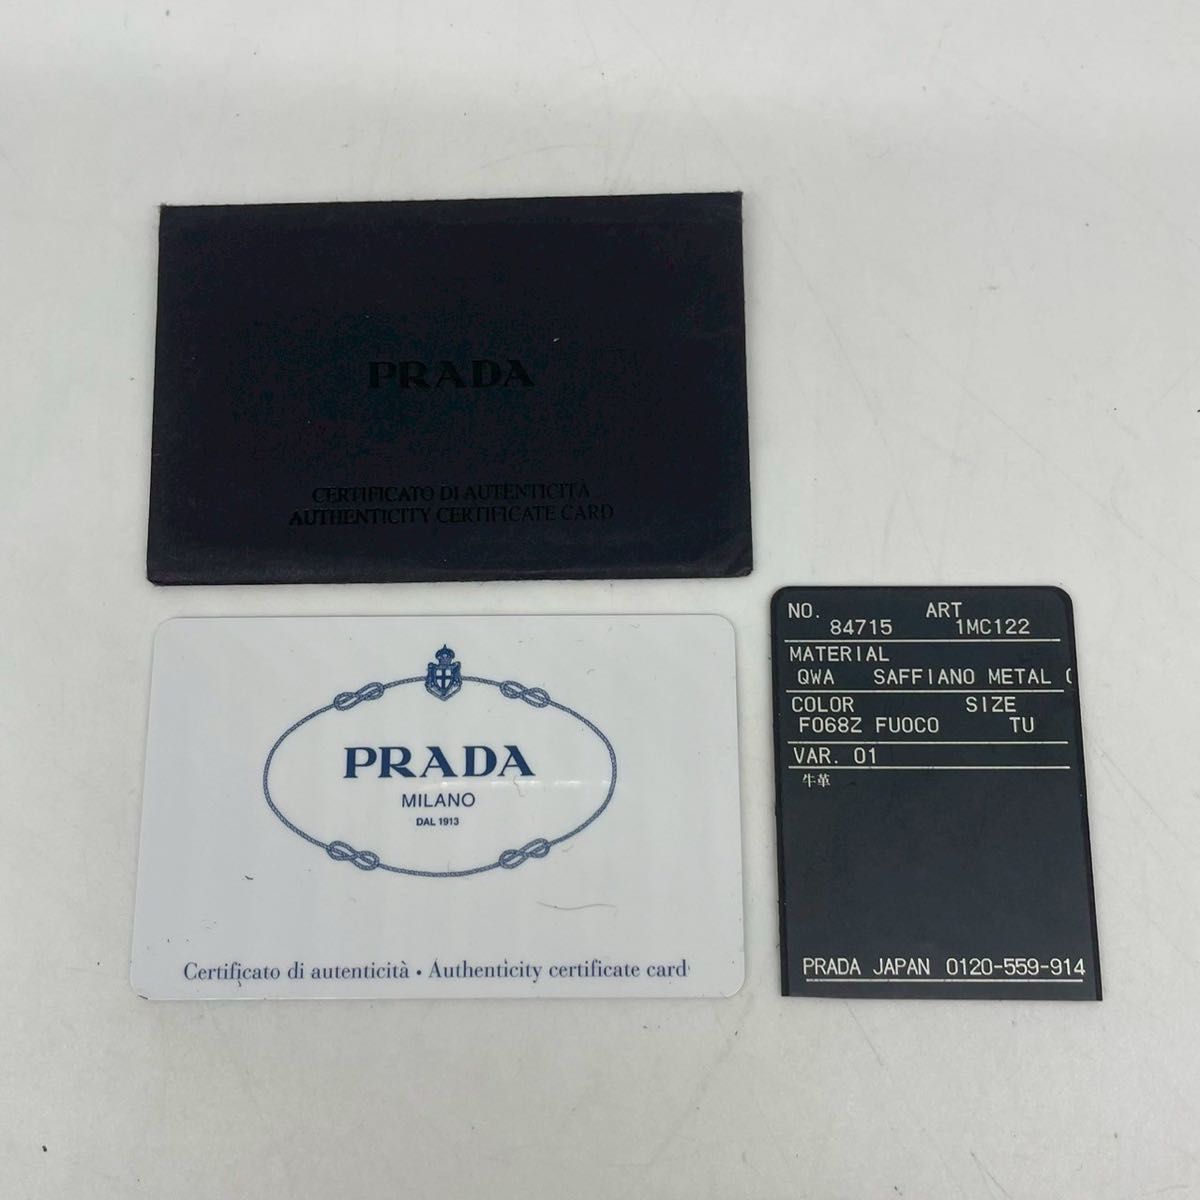 PRADA
CERTIFICATO DI AUTENTICITÀ
AUTHENTICITY CERTIFICATE CARD
PRADA
MILANO
DAL 1913
Certificato di autenticità • Authenticity certificate card
NO. ART
84715 1MC122
MATERIAL
QWA SAFFIANO METAL
COLOR SIZE
F068Z FUOCO TU
VAR. 01
牛革
PRADA JAPAN 0120-559-914